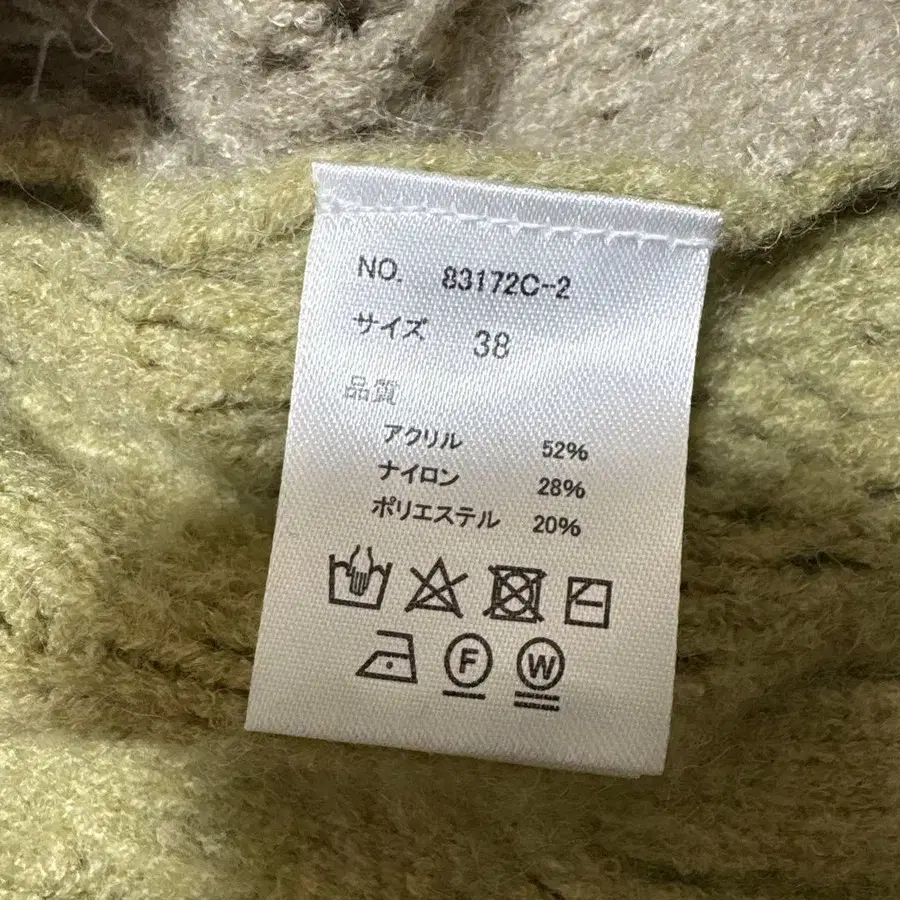 NO. 83172C-2
サイズ 38
品質
アクリル 52%
ナイロン 28%
ポリエステル 20%
F W